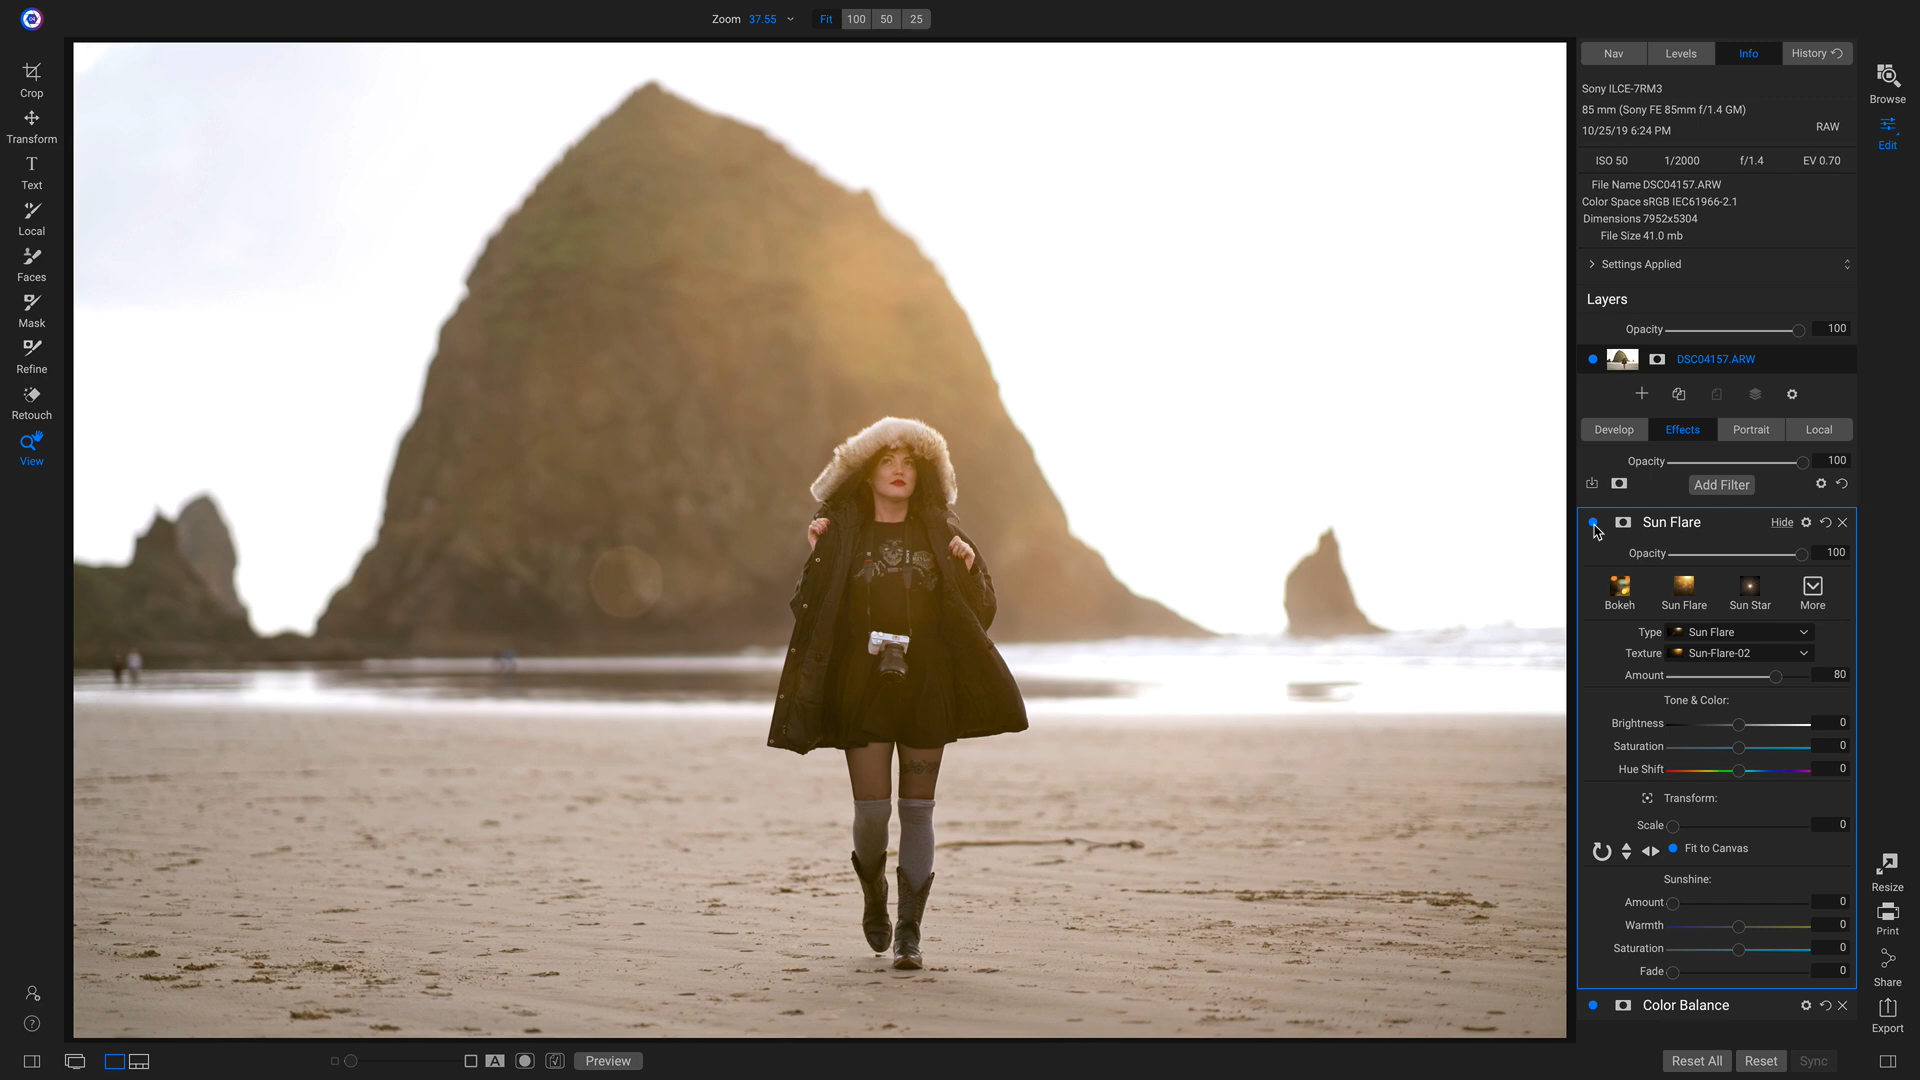 Zoom 37.55 Fit 100 50 25
Crop
Transform
Text
Local
Faces
Mask
Refine
Retouch
View
Nav Levels Info History
Sony ILCE-7RM3
85 mm (Sony FE 85mm f/1.4 GM)
10/25/19 6:24 PM RAW
ISO 50 1/2000 f/1.4 EV 0.70
File Name DSC04157.ARW
Color Space sRGB IEC61966-2.1
Dimensions 7952x5304
File Size 41.0 mb
Settings Applied
Layers
Opacity 100
DSC04157.ARW
Develop Effects Portrait Local
Opacity 100
Add Filter
Sun Flare Hide
Opacity 100
Bokeh Sun Flare Sun Star More
Type Sun Flare
Texture Sun-Flare-02
Amount 80
Tone & Color:
Brightness 0
Saturation 0
Hue Shift 0
Transform:
Scale 0
Fit to Canvas
Sunshine:
Amount 0
Warmth 0
Saturation 0
Fade 0
Color Balance
Browse
Edit
Resize
Print
Share
Export
A Preview
Reset All Reset Sync